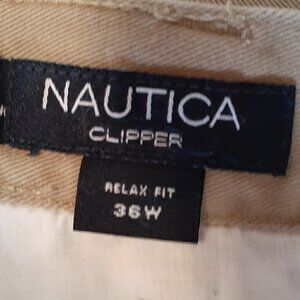 NAUTICA
CLIPPER
RELAX FIT
36W